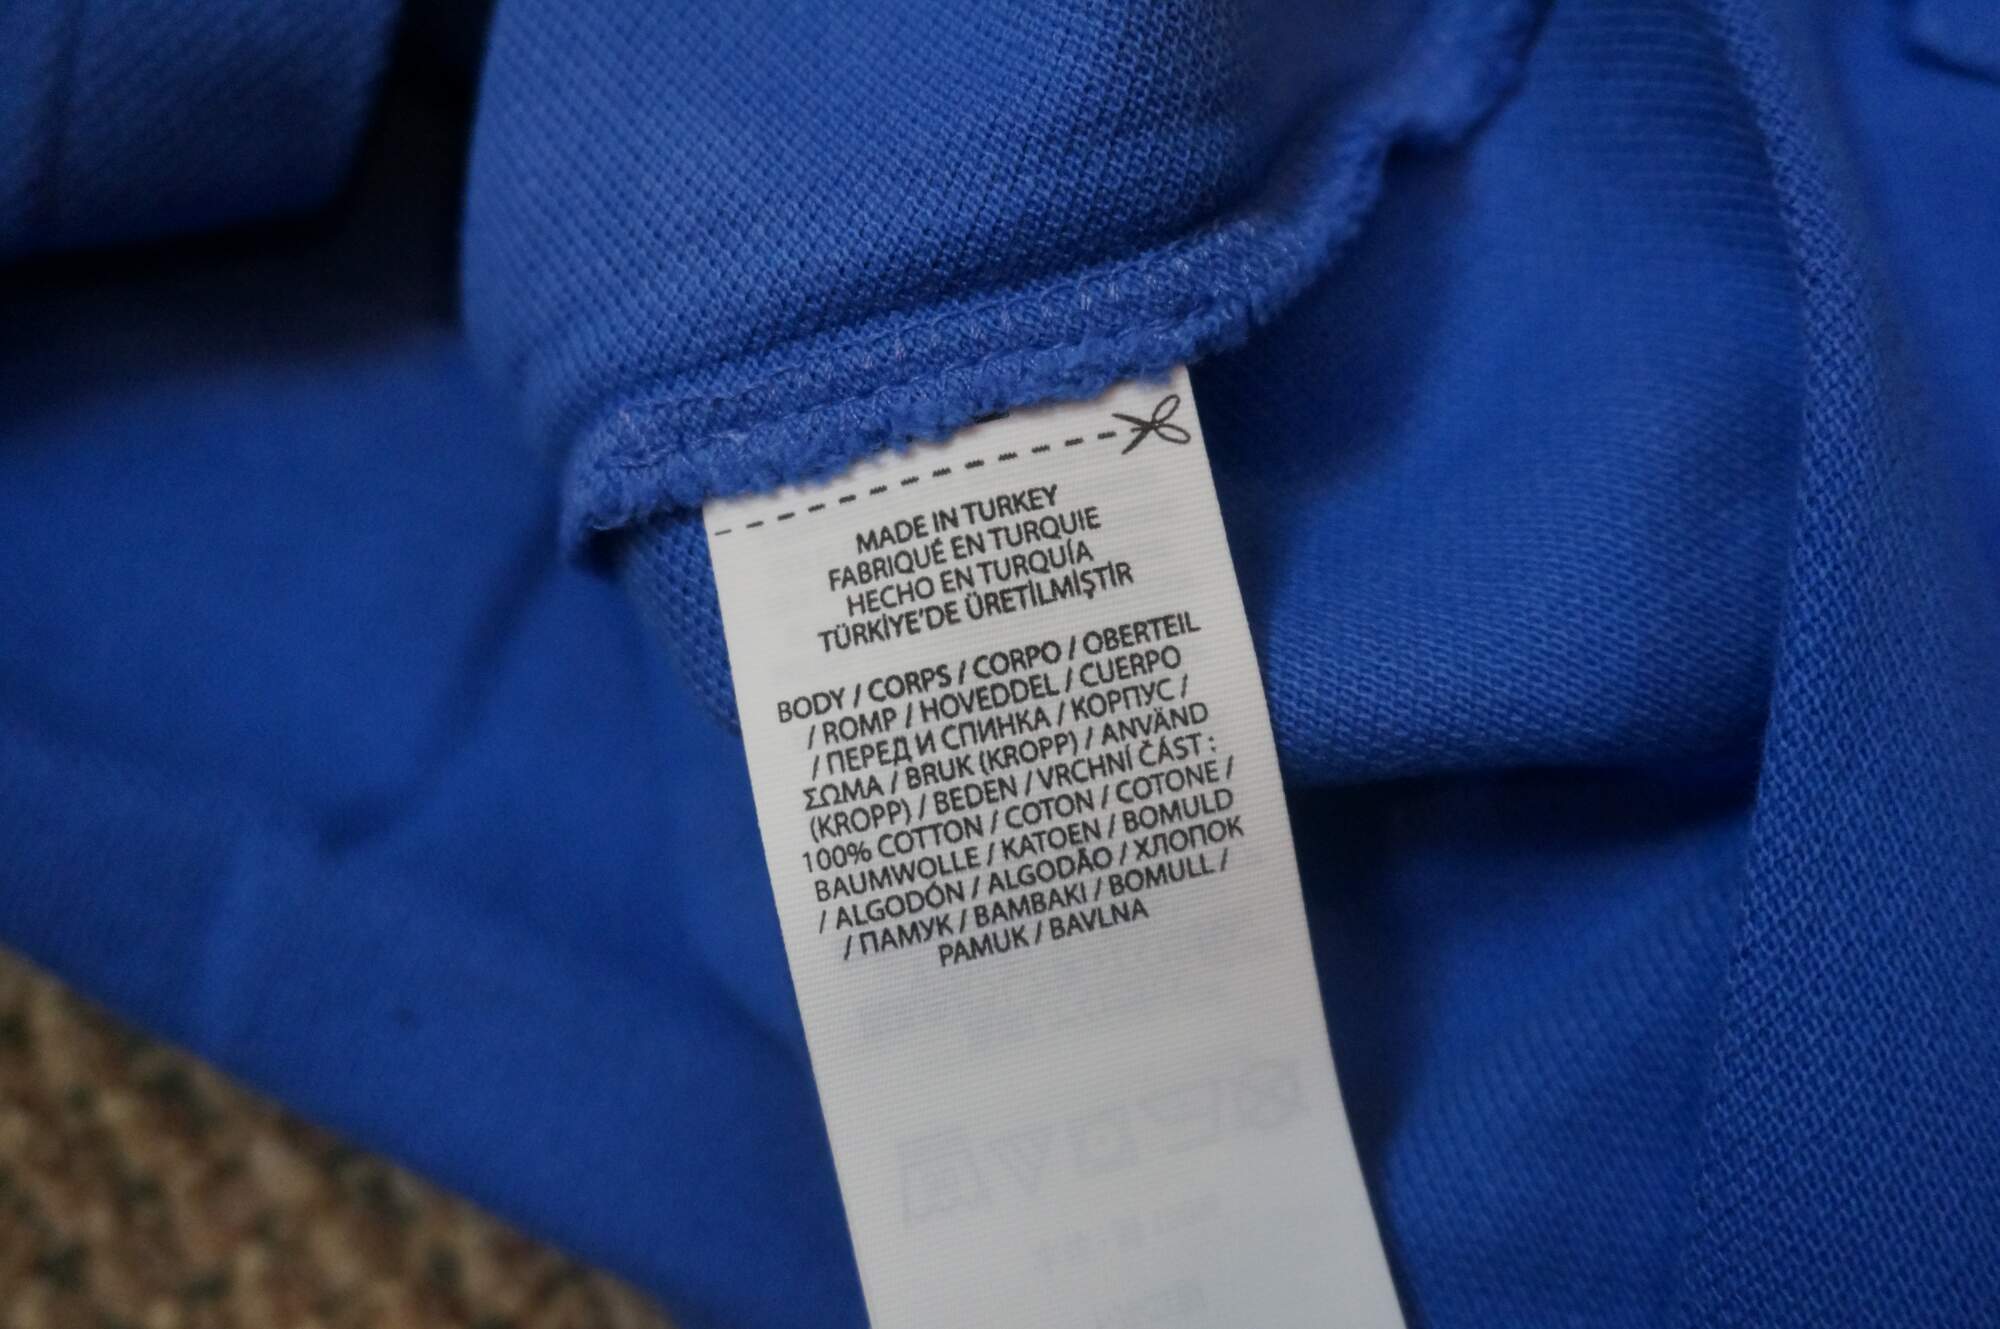 MADE IN TURKEY
FABRIQUÉ EN TURQUIE
HECHO EN TURQUÍA
TÜRKİYE'DE ÜRETİLMİŞTİR
BODY / CORPS / CORPO / OBERTEIL
/ ROMP / HOVEDDEL / CUERPO
/ ПЕРЕД И СПИНКА / КОРПУС /
ΣΩΜΑ / BRUK (KROPP) / ANVÄND
(KROPP) / BEDEN / VRCHNÍ ČÁST :
100% COTTON / COTON / COTONE /
BAUMWOLLE / KATOEN / BOMULD
/ ALGODÓN / ALGODÃO / ХЛОПОК
/ ПАМУК / ΒΑΜΒΑΚΙ / BOMULL /
PAMUK / BAVLNA